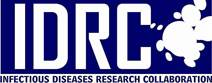 IDRC
INFECTIOUS DISEASES RESEARCH COLLABORATION